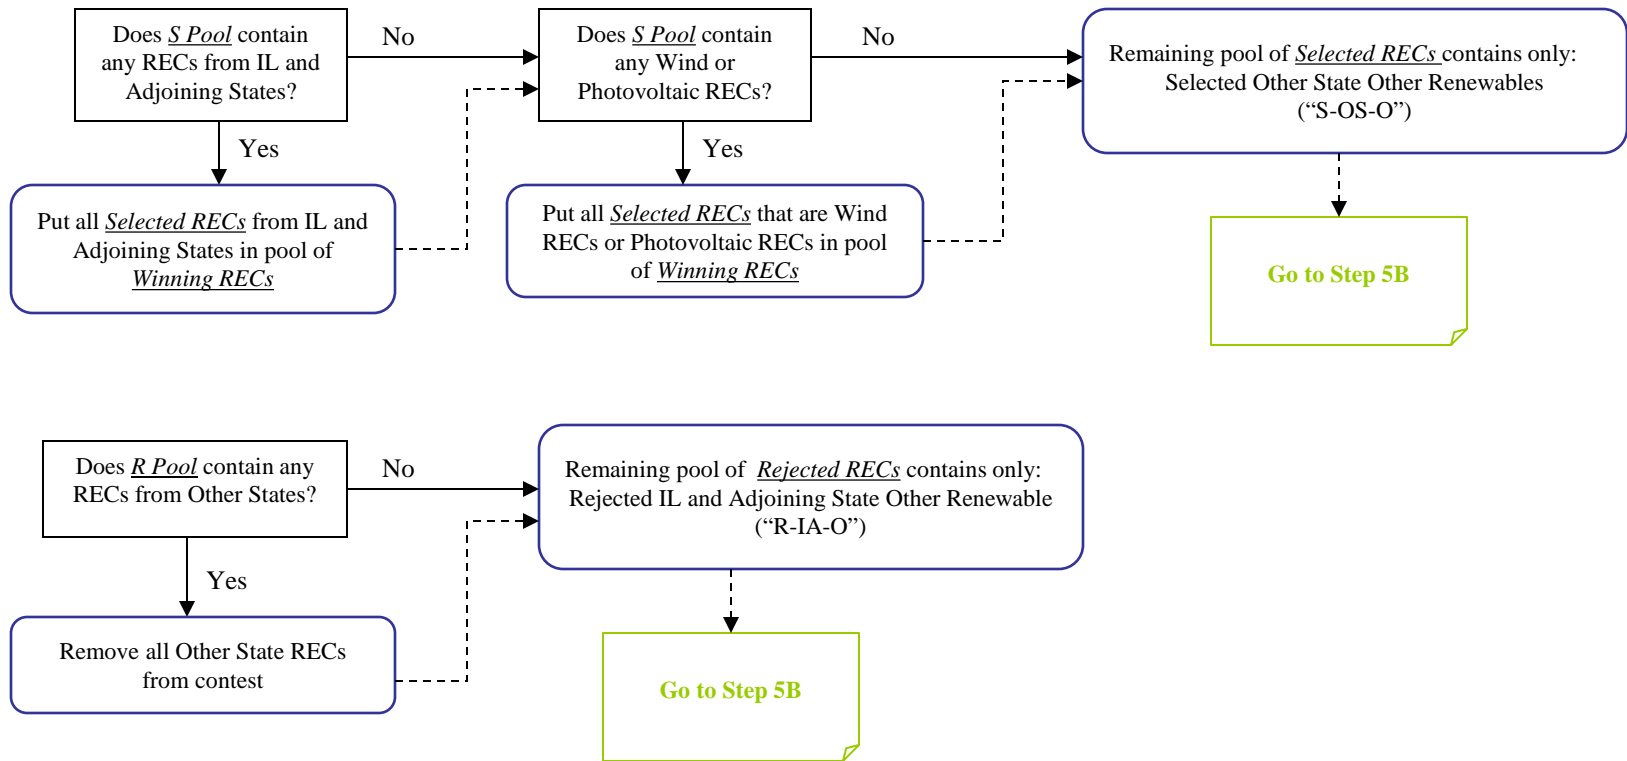 Does S Pool contain
any RECs from IL and
Adjoining States?
No
Does S Pool contain
any Wind or
Photovoltaic RECs?
No
Remaining pool of Selected RECs contains only:
Selected Other State Other Renewables
(“S-OS-O”)
Yes
Yes
Put all Selected RECs from IL and
Adjoining States in pool of
Winning RECs
Put all Selected RECs that are Wind
RECs or Photovoltaic RECs in pool
of Winning RECs
Go to Step 5B
Does R Pool contain any
RECs from Other States?
No
Remaining pool of Rejected RECs contains only:
Rejected IL and Adjoining State Other Renewable
(“R-IA-O”)
Yes
Remove all Other State RECs
from contest
Go to Step 5B